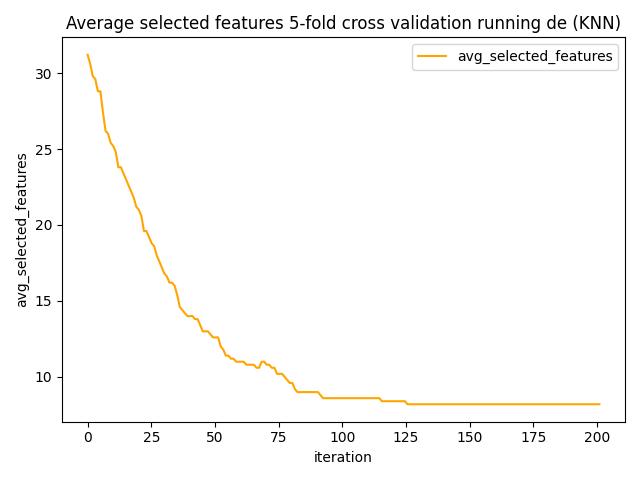 Average selected features 5-fold cross validation running de (KNN)
avg_selected_features
avg_selected_features
30
25
20
15
10
0 25 50 75 100 125 150 175 200
iteration